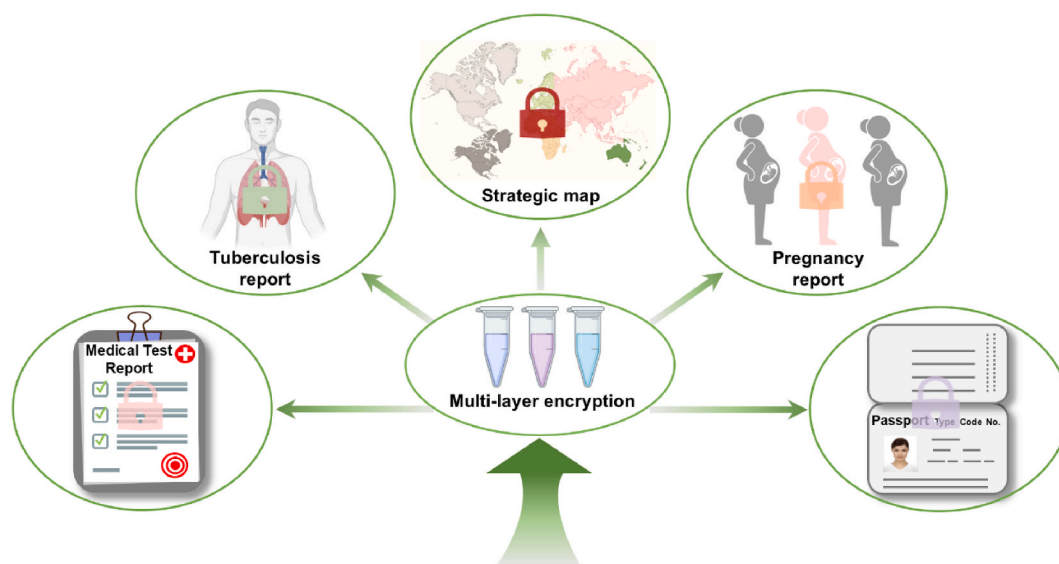 Strategic map
Tuberculosis
report
Pregnancy
report
Medical Test
Report
Multi-layer encryption
Passport Type Code No.